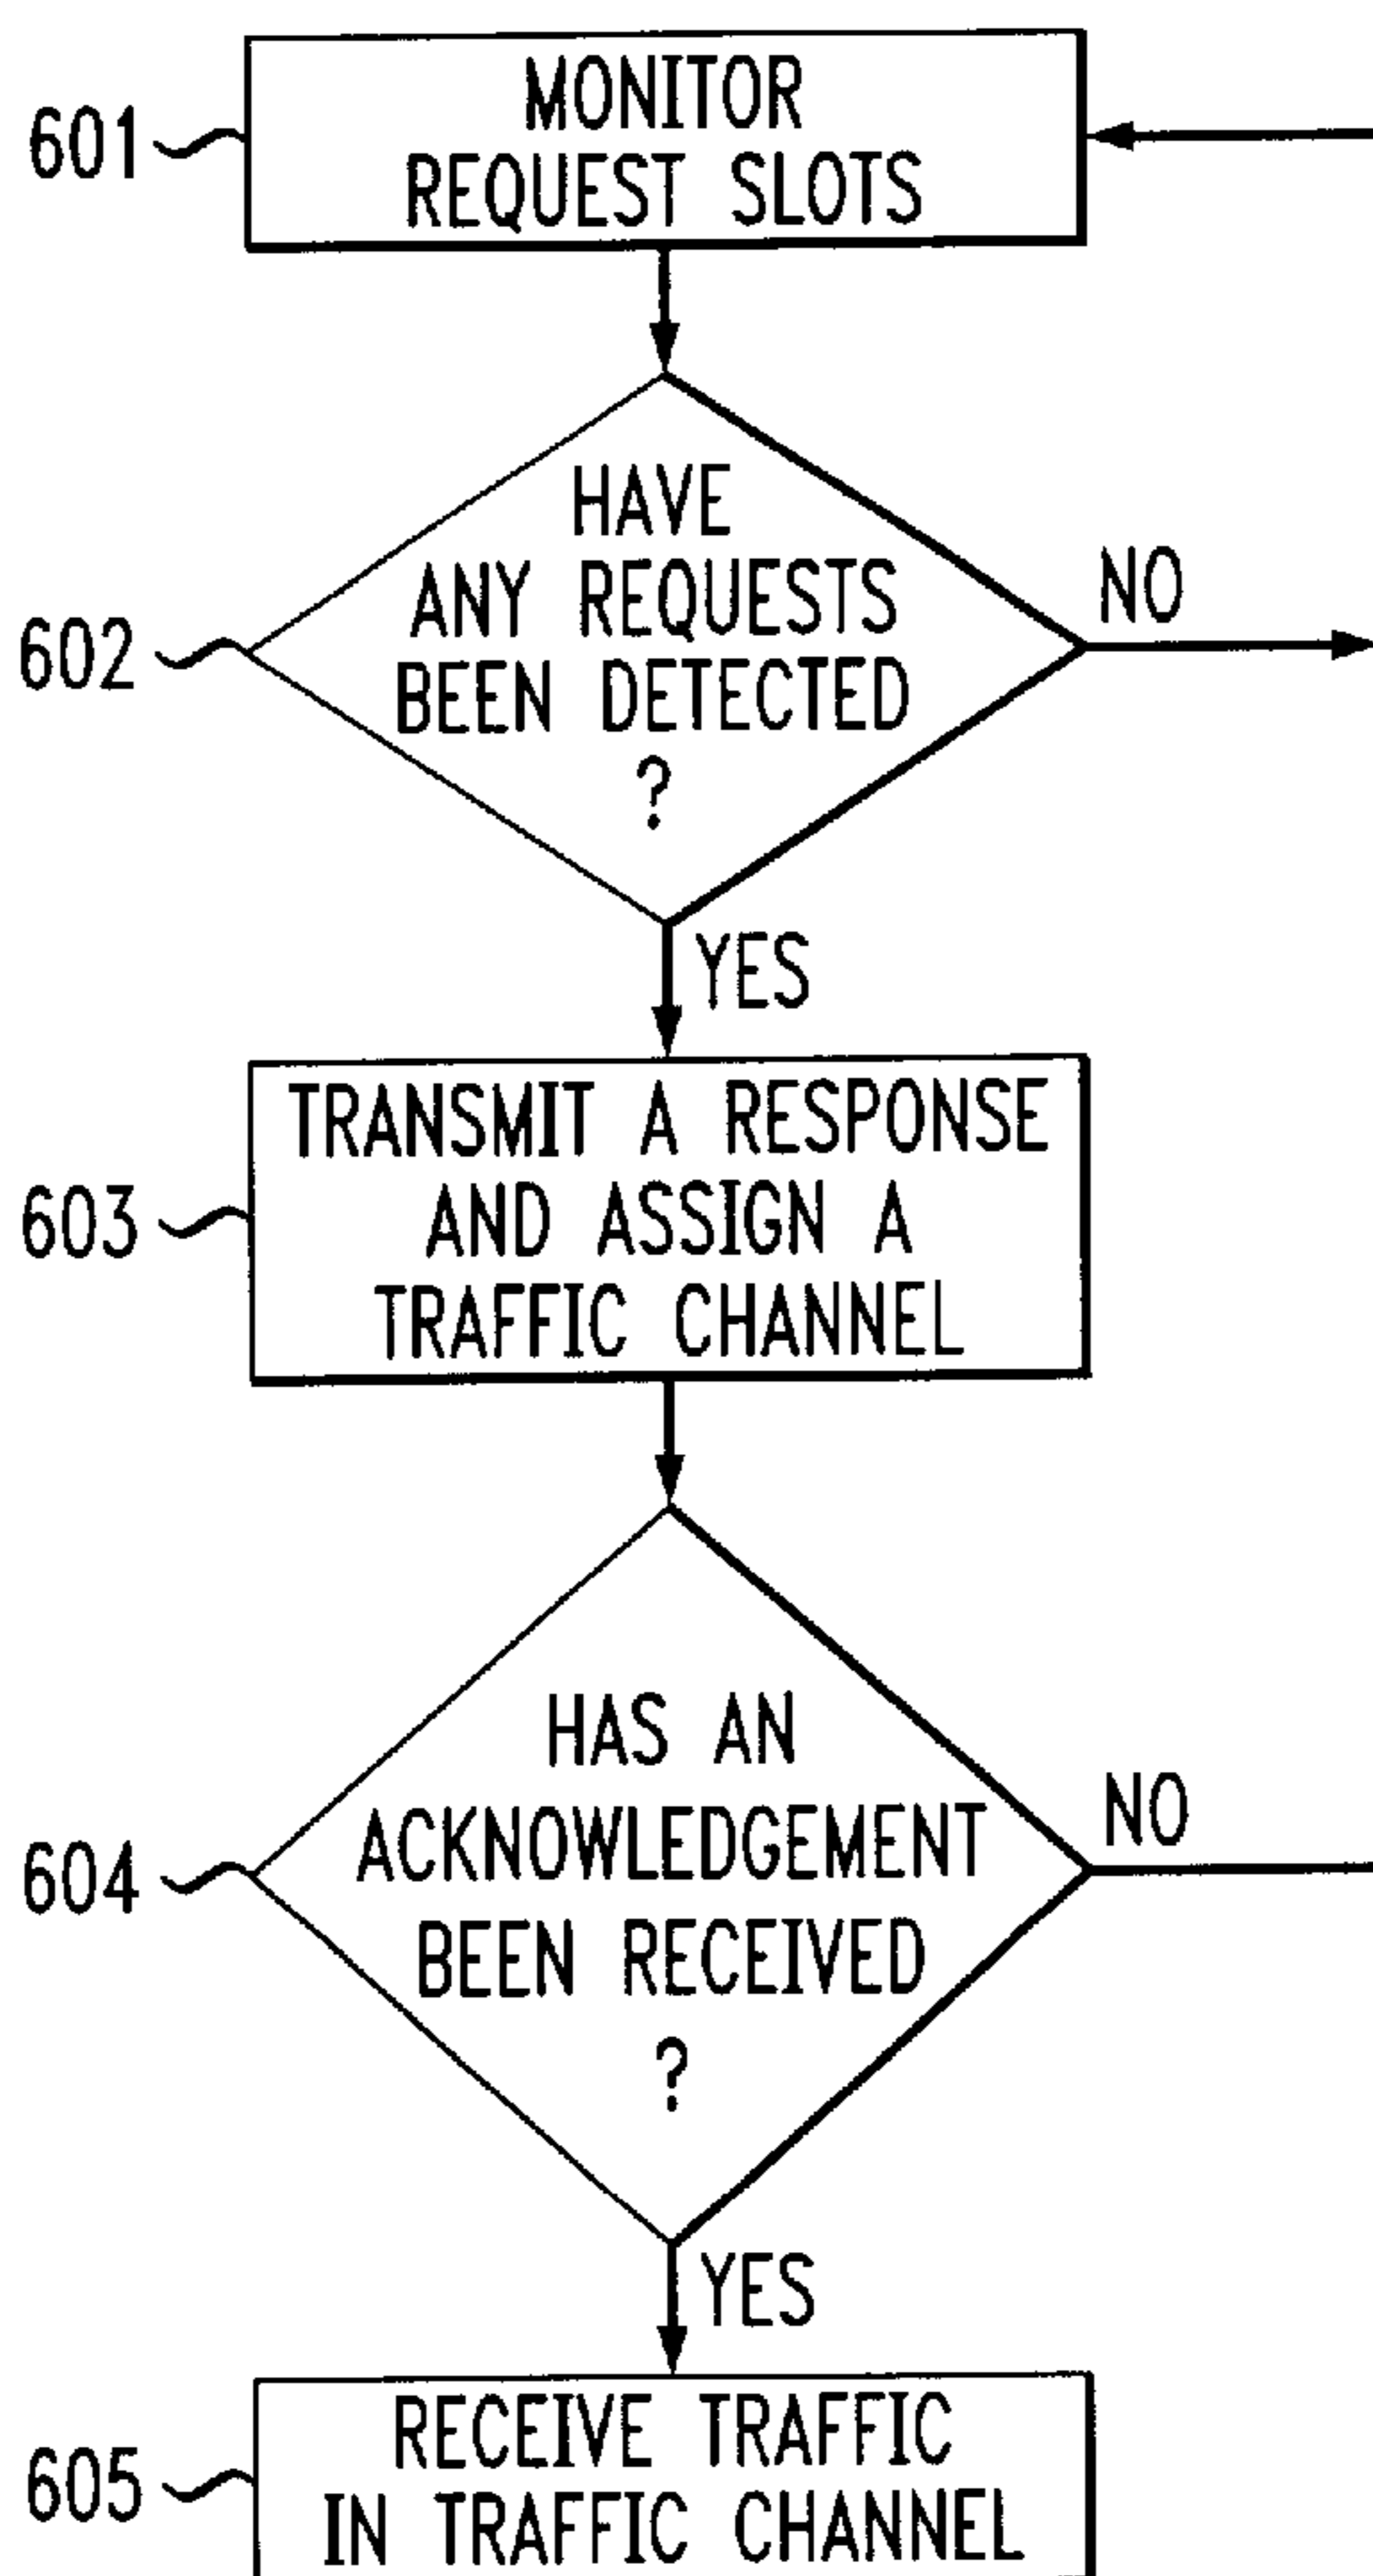 MONITOR
REQUEST SLOTS
601
HAVE
ANY REQUESTS
BEEN DETECTED
?
602
NO
YES
TRANSMIT A RESPONSE
AND ASSIGN A
TRAFFIC CHANNEL
603
HAS AN
ACKNOWLEDGEMENT
BEEN RECEIVED
?
604
NO
YES
RECEIVE TRAFFIC
IN TRAFFIC CHANNEL
605